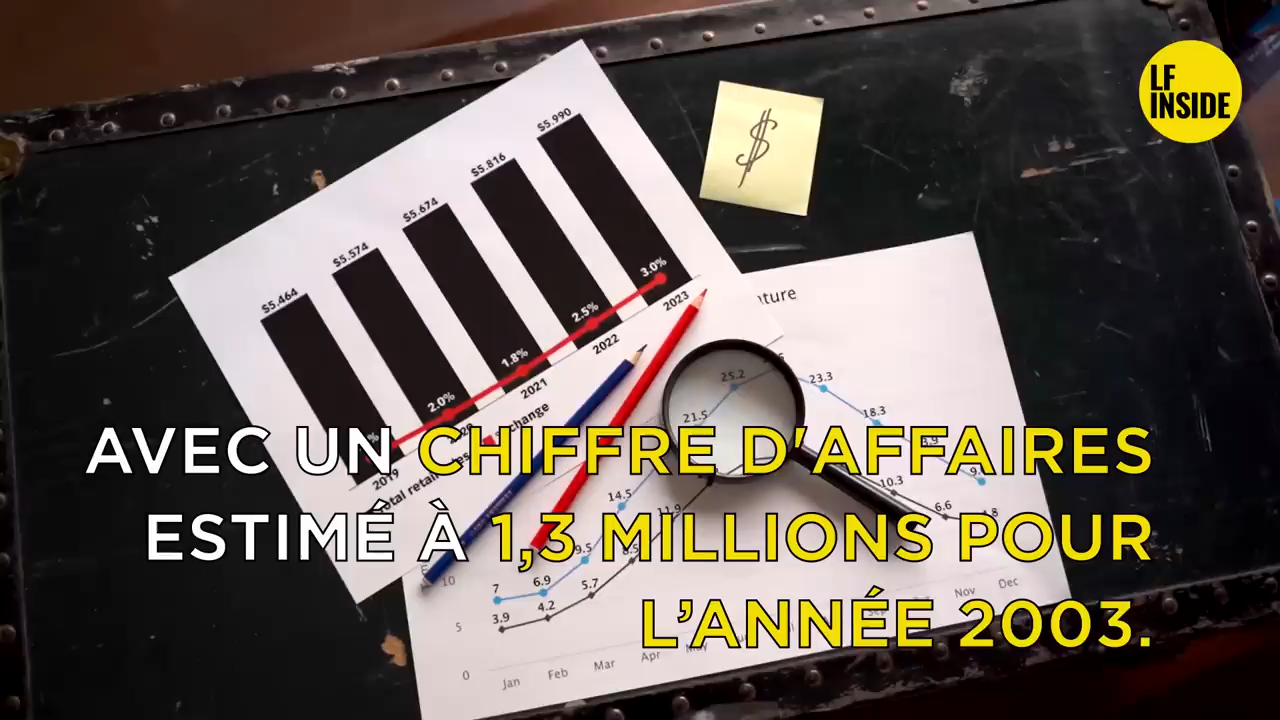 LF
INSIDE
$
$5.464
$5.574
$5.674
$5.816
$5.990
2.0%
1.8%
2.5%
3.0%
2019
2021
2022
2023
25.2
23.3
21.5
18.3
14.5
10.3
9.5
6.6
7
6.9
5.7
3.9
4.2
10
5
0
Jan
Feb
Mar
Apr
Nov
Dec
AVEC UN CHIFFRE D'AFFAIRES
ESTIMÉ À 1,3 MILLIONS POUR
L'ANNÉE 2003.